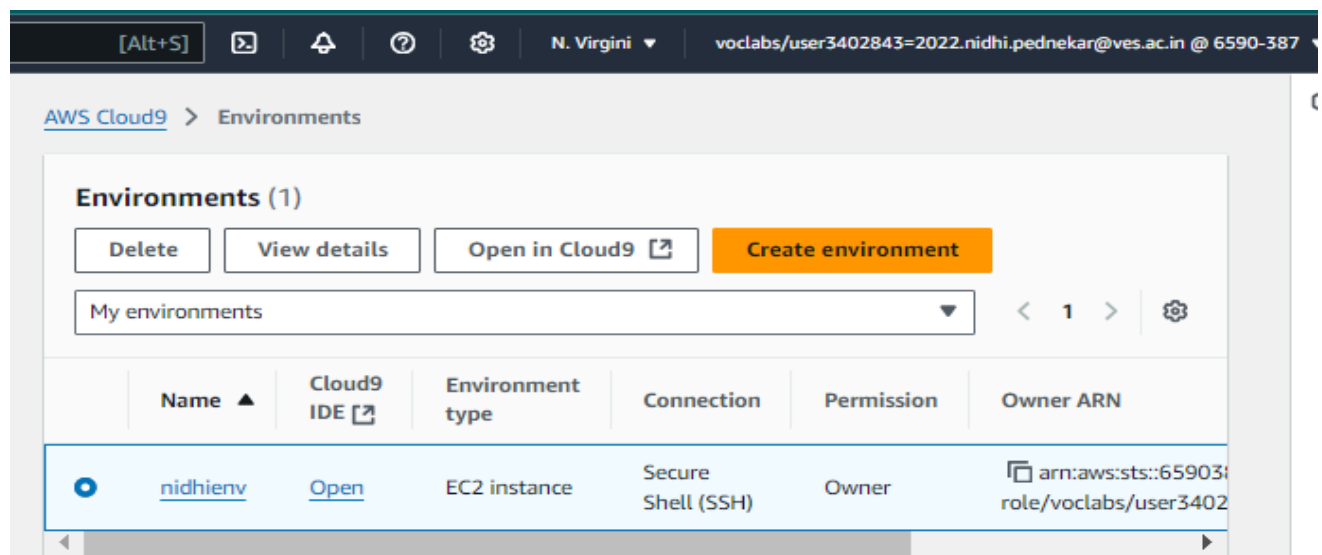 [Alt+S] N. Virgini voclabs/user3402843=2022.nidhi.pednekar@ves.ac.in @ 6590-387
AWS Cloud9 > Environments
Environments (1)
Delete View details Open in Cloud9 Create environment
My environments < 1 >
Name Cloud9 IDE Environment type Connection Permission Owner ARN
nidhienv Open EC2 instance Secure Shell (SSH) Owner arn:aws:sts::65903
role/voclabs/user3402